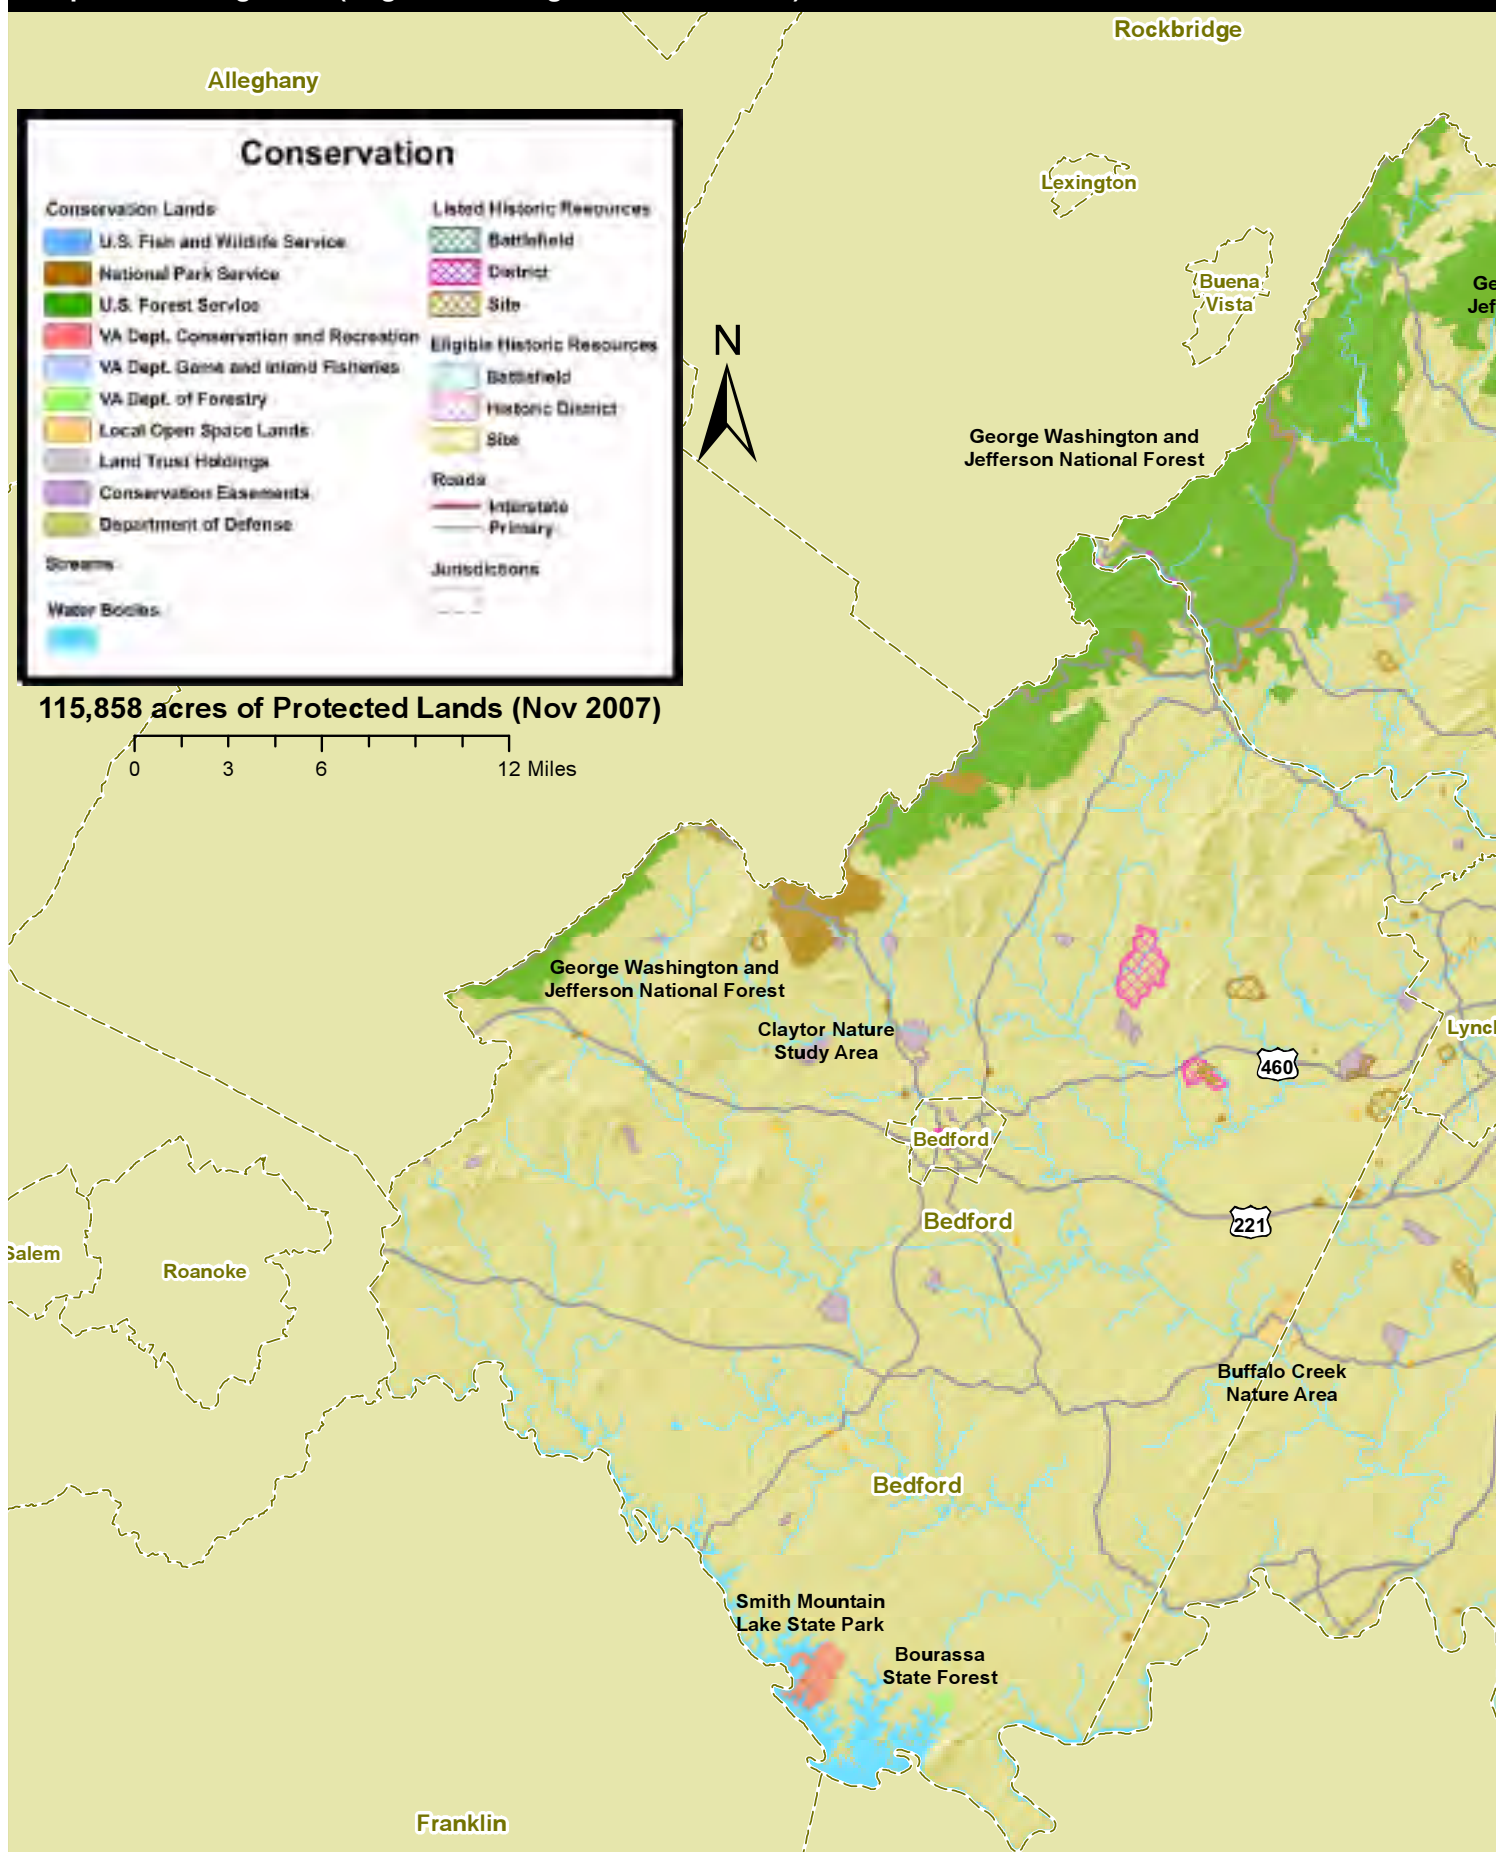 Rockbridge
Alleghany
Conservation
Conservation Lands
U.S. Fish and Wildlife Service
National Park Service
U.S. Forest Service
VA Dept. Conservation and Recreation
VA Dept. Game and Inland Fisheries
VA Dept. of Forestry
Local Open Space Lands
Land Trust Holdings
Conservation Easements
Department of Defense
Streams
Water Bodies
Listed Historic Resources
Battlefield
District
Site
Eligible Historic Resources
Battlefield
Historic District
Site
Roads
Interstate
Primary
Jurisdictions
115,858 acres of Protected Lands (Nov 2007)
0 3 6 12 Miles
N
Lexington
Buena
Vista
Ge
Jef
George Washington and
Jefferson National Forest
George Washington and
Jefferson National Forest
Claytor Nature
Study Area
Lynch
460
Bedford
Bedford
221
Salem
Roanoke
Buffalo Creek
Nature Area
Bedford
Smith Mountain
Lake State Park
Bourassa
State Forest
Franklin